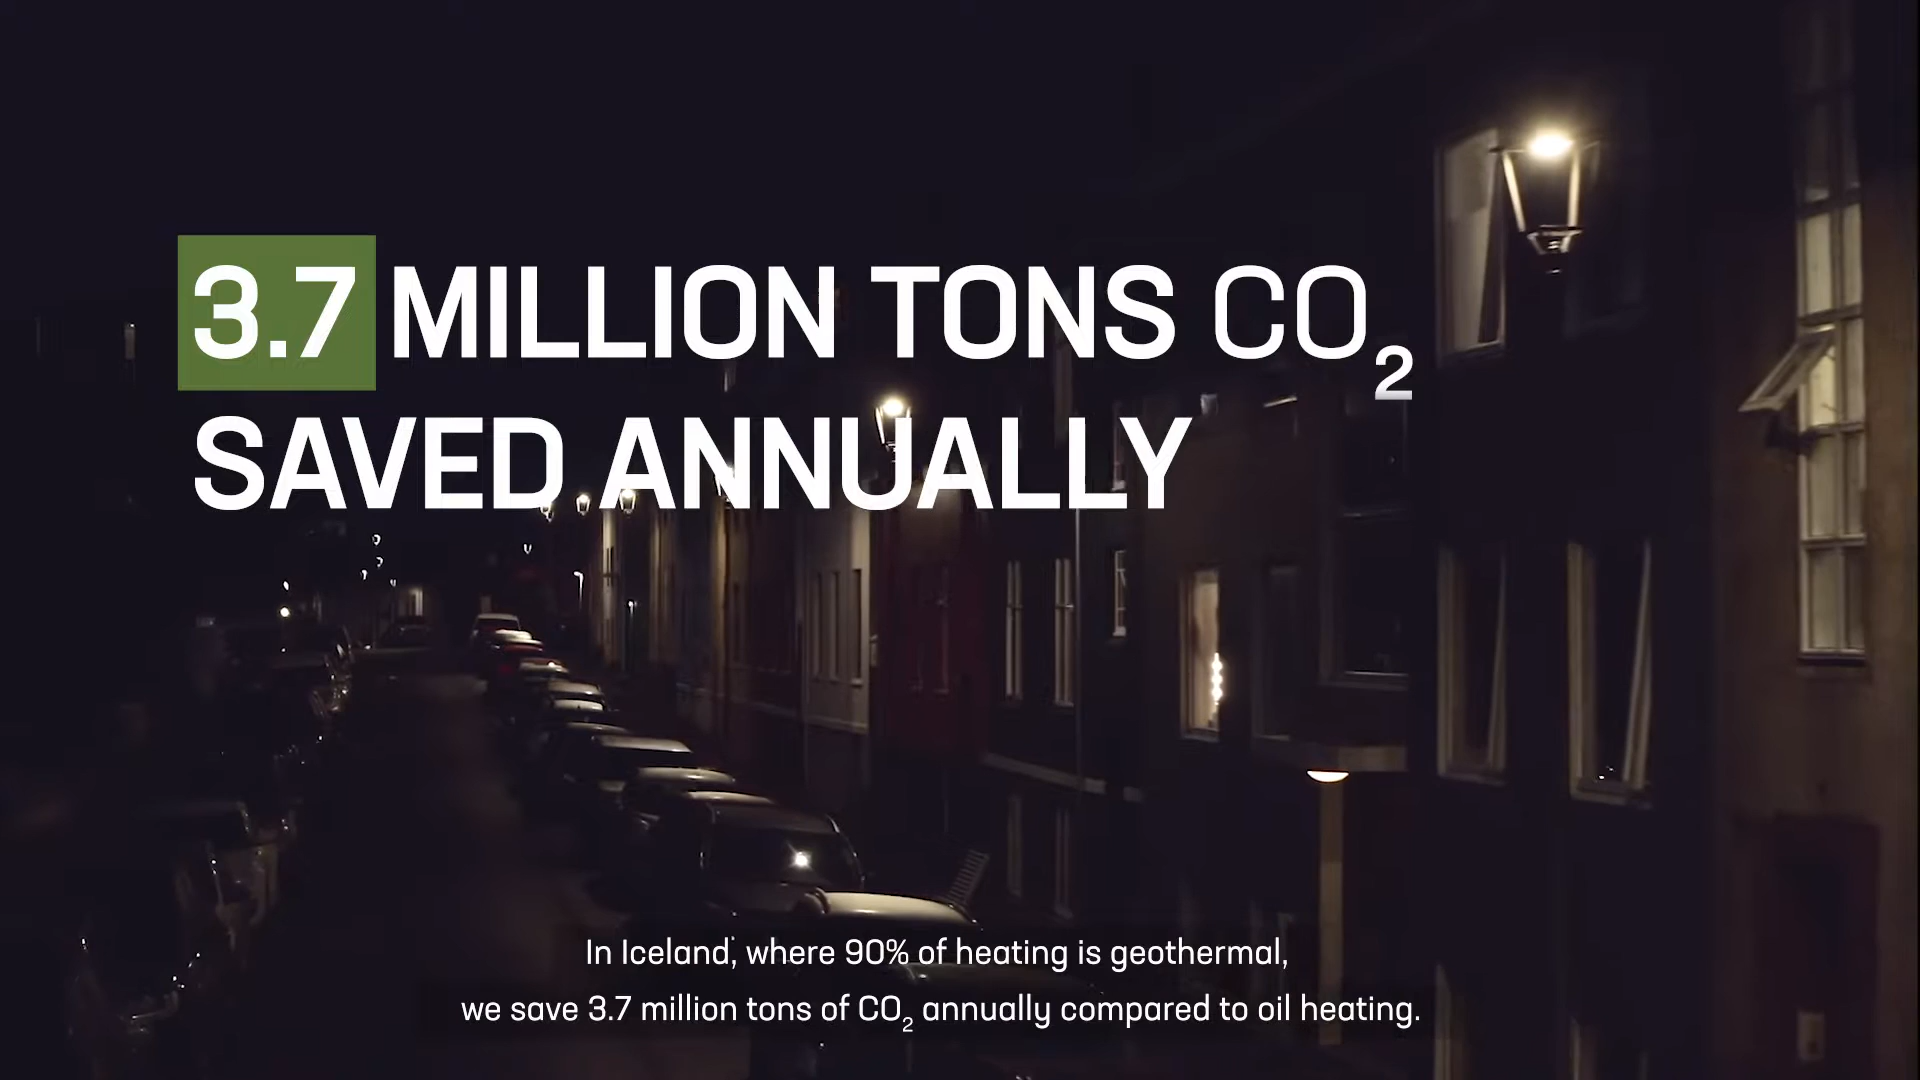 3.7 MILLION TONS CO₂
SAVED ANNUALLY
In Iceland, where 90% of heating is geothermal,
we save 3.7 million tons of CO₂ annually compared to oil heating.